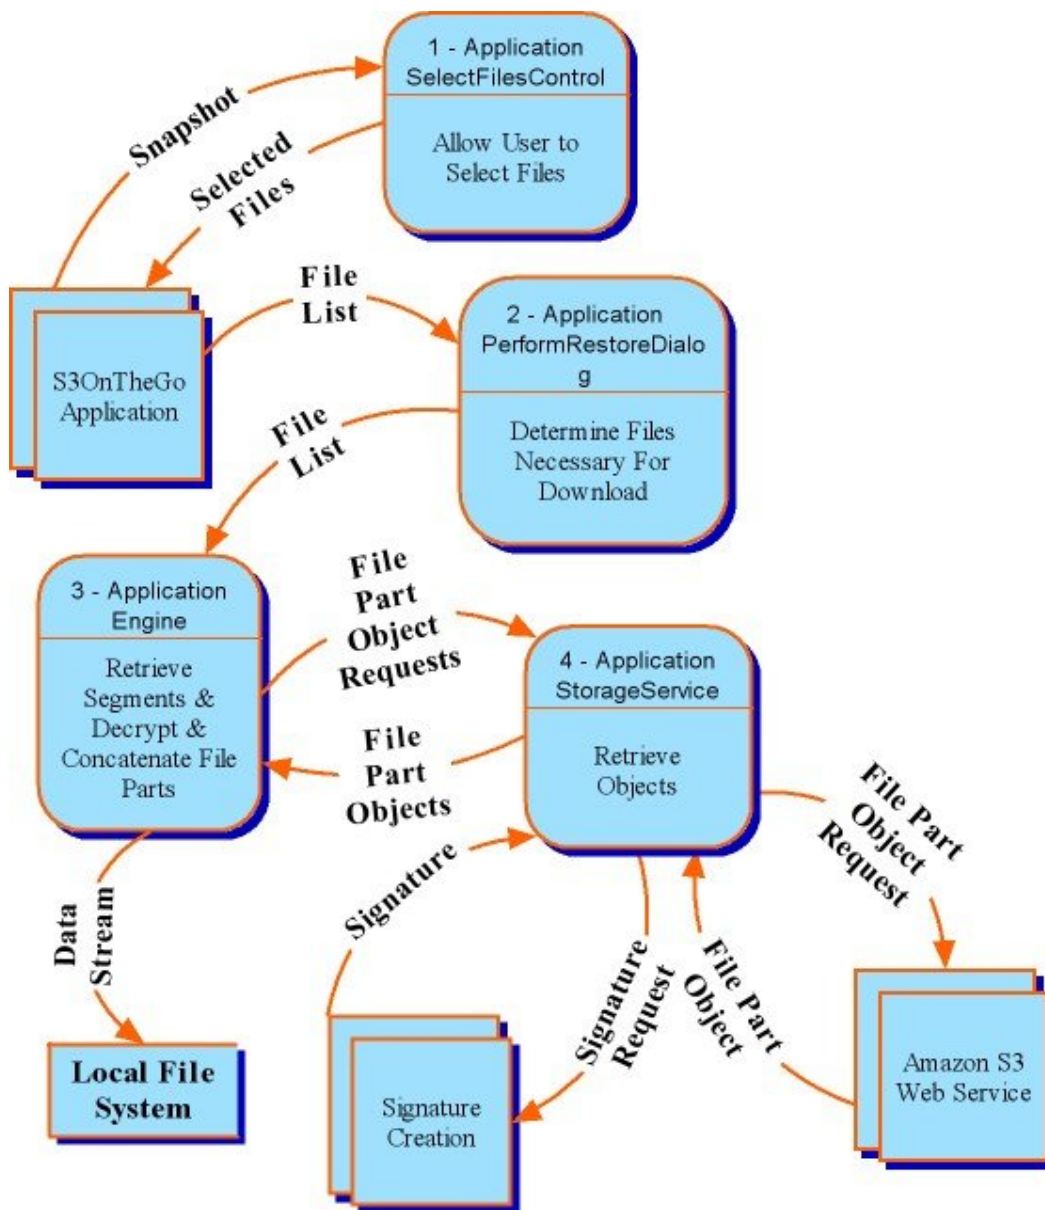 1 - Application
SelectFilesControl
Allow User to
Select Files
Snapshot
Selected
Files
File
List
S3OnTheGo
Application
2 - Application
PerformRestoreDialo
g
Determine Files
Necessary For
Download
File
List
3 - Application
Engine
Retrieve
Segments &
Decrypt &
Concatenate File
Parts
File
Part
Object
Requests
4 - Application
StorageService
Retrieve
Objects
File
Part
Objects
File Part
Object
Request
Signature
Data
Stream
Signature
Request
File Part
Object
Local File
System
Signature
Creation
Amazon S3
Web Service